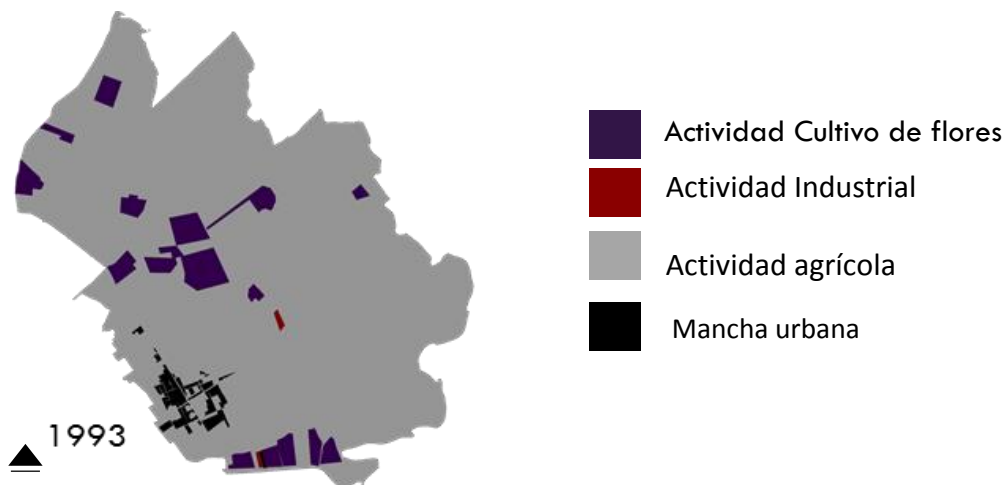 Actividad Cultivo de flores
Actividad Industrial
Actividad agrícola
Mancha urbana
1993